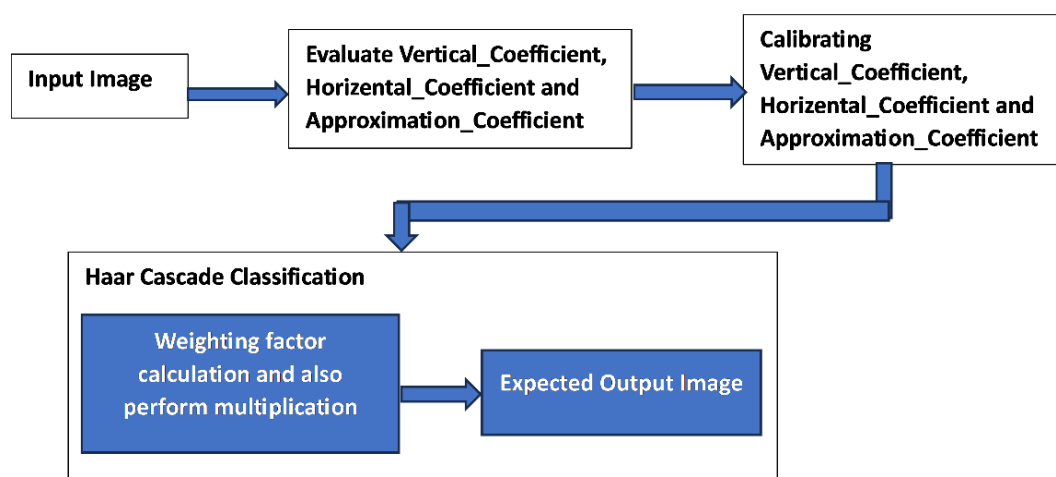 Input Image
Evaluate Vertical_Coefficient,
Horizental_Coefficient and
Approximation_Coefficient
Calibrating
Vertical_Coefficient,
Horizental_Coefficient and
Approximation_Coefficient
Haar Cascade Classification
Weighting factor
calculation and also
perform multiplication
Expected Output Image